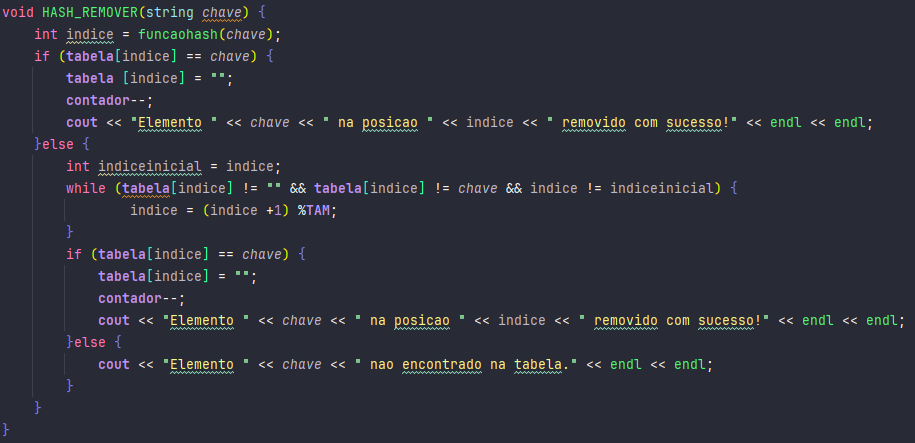 void HASH_REMOVER(string chave) {
    int indice = funcaohash(chave);
    if (tabela[indice] == chave) {
        tabela [indice] = "";
        contador--;
        cout << "Elemento " << chave << " na posicao " << indice << " removido com sucesso!" << endl << endl;
    }else {
        int indiceinicial = indice;
        while (tabela[indice] != "" && tabela[indice] != chave && indice != indiceinicial) {
                indice = (indice +1) %TAM;
        }
        if (tabela[indice] == chave) {
            tabela[indice] = "";
            contador--;
            cout << "Elemento " << chave << " na posicao " << indice << " removido com sucesso!" << endl << endl;
        }else {
            cout << "Elemento " << chave << " nao encontrado na tabela." << endl << endl;
        }
    }
}